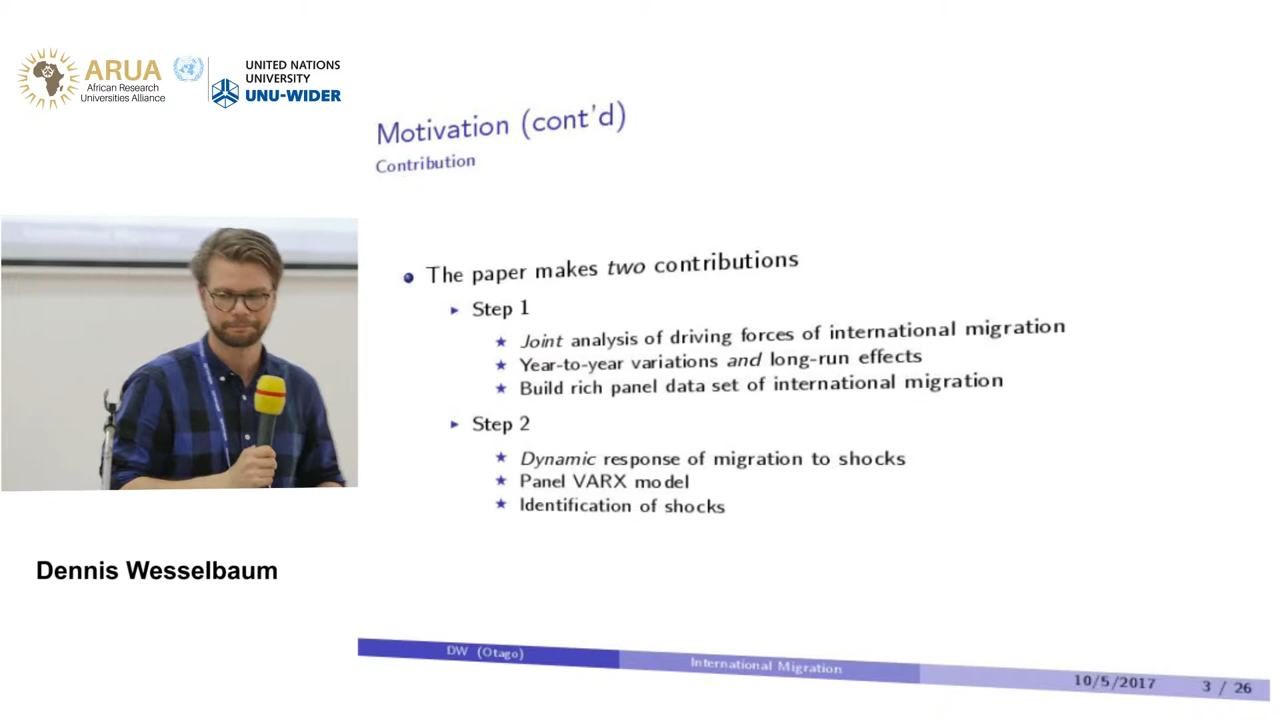 ARUA
African Research
Universities Alliance
UNITED NATIONS
UNIVERSITY
UNU-WIDER
Motivation (cont'd)
Contribution
The paper makes two contributions
Step 1
Joint analysis of driving forces of international migration
Year-to-year variations and long-run effects
Build rich panel data set of international migration
Step 2
Dynamic response of migration to shocks
Panel VARX model
Identification of shocks
Dennis Wesselbaum
DW (Otago)
International Migration
10/5/2017
3 / 26